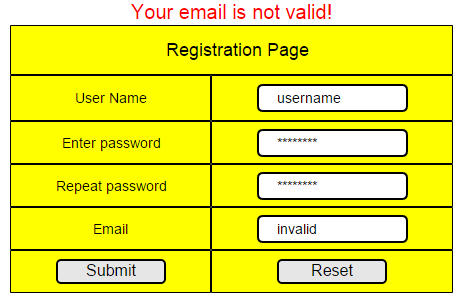 Your email is not valid!
Registration Page
User Name username
Enter password ********
Repeat password ********
Email invalid
Submit Reset